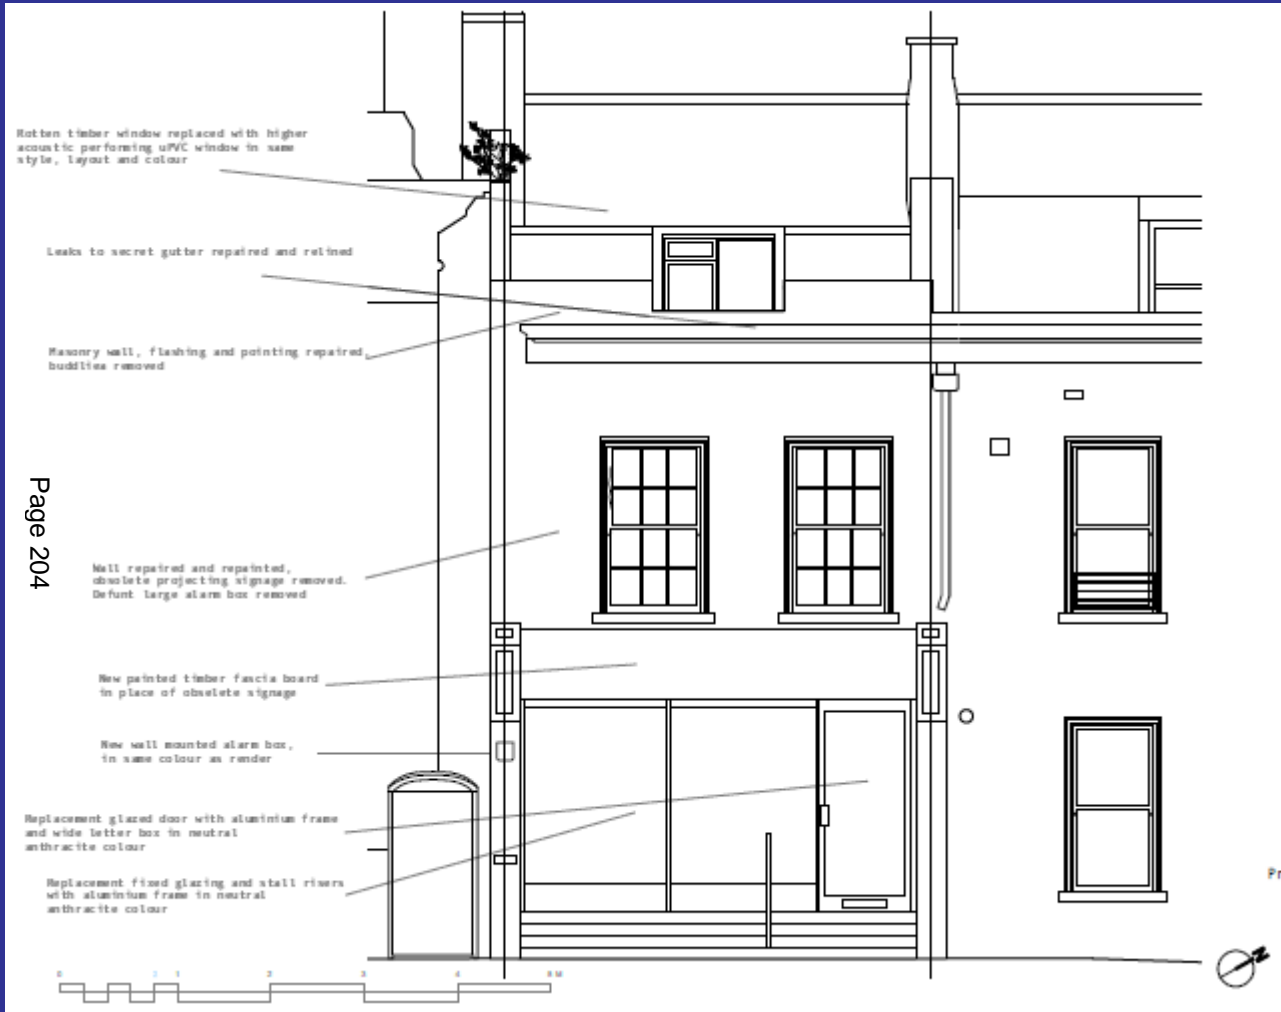 Rotten timber window replaced with higher
acoustic performing uPVC window in same
style, layout and colour
Leaks to secret gutter repaired and relined
Masonry wall, flashing and pointing repaired,
buddliea removed
Page 204
Wall repaired and repainted,
obsolete projecting signage removed.
Defunt large alarm box removed
New painted timber fascia board
in place of obselete signage
New wall mounted alarm box,
in same colour as render
Replacement glazed door with aluminium frame
and wide letter box in neutral
anthracite colour
Replacement fixed glazing and stall risers
with aluminium frame in neutral
anthracite colour
Pr
0 1 2 3 4 M
N